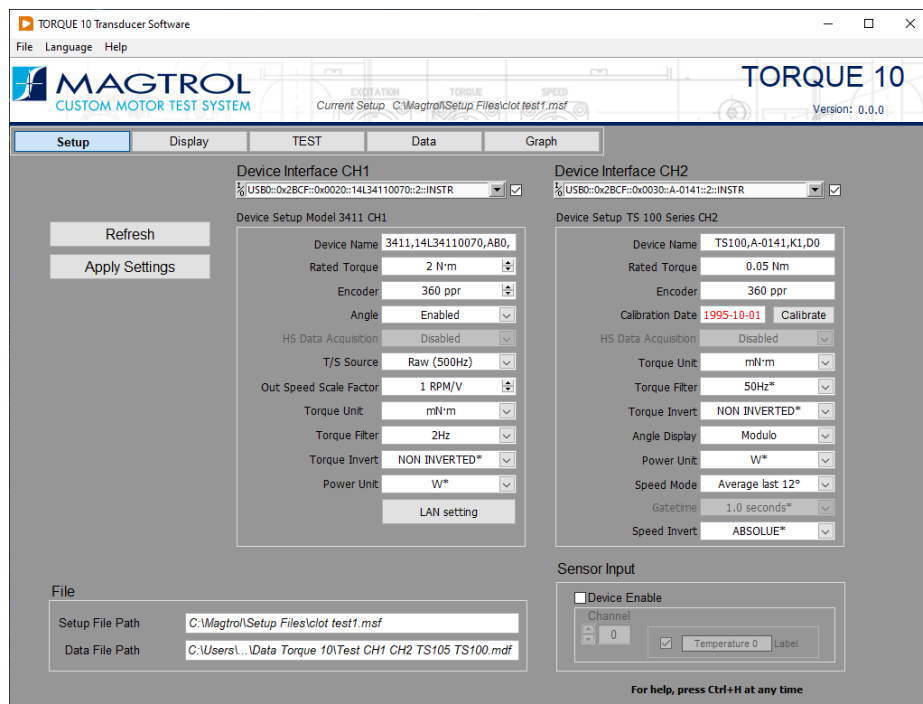 TORQUE 10 Transducer Software
File Language Help
MAGTROL
CUSTOM MOTOR TEST SYSTEM
EXCITATION TORQUE SPEED
Current Setup C:\Magtrol\Setup Files\clot test1.msf
TORQUE 10
Version: 0.0.0
Setup Display TEST Data Graph
Device Interface CH1
USB0::0x2BCF::0x0020::14L34110070::2::INSTR
Device Setup Model 3411 CH1
Device Name 3411,14L34110070,AB0,
Rated Torque 2 N·m
Encoder 360 ppr
Angle Enabled
HS Data Acquisition Disabled
T/S Source Raw (500Hz)
Out Speed Scale Factor 1 RPM/V
Torque Unit mN·m
Torque Filter 2Hz
Torque Invert NON INVERTED*
Power Unit W*
LAN setting
Device Interface CH2
USB0::0x2BCF::0x0030::A-0141::2::INSTR
Device Setup TS 100 Series CH2
Device Name TS100,A-0141,K1,D0
Rated Torque 0.05 Nm
Encoder 360 ppr
Calibration Date 1995-10-01 Calibrate
HS Data Acquisition Disabled
Torque Unit mN·m
Torque Filter 50Hz*
Torque Invert NON INVERTED*
Angle Display Modulo
Power Unit W*
Speed Mode Average last 12°
Gatetime 1.0 seconds*
Speed Invert ABSOLUE*
Refresh
Apply Settings
File
Setup File Path C:\Magtrol\Setup Files\clot test1.msf
Data File Path C:\Users\...\Data Torque 10\Test CH1 CH2 TS105 TS100.mdf
Sensor Input
Device Enable
Channel
0
Temperature 0 Label
For help, press Ctrl+H at any time